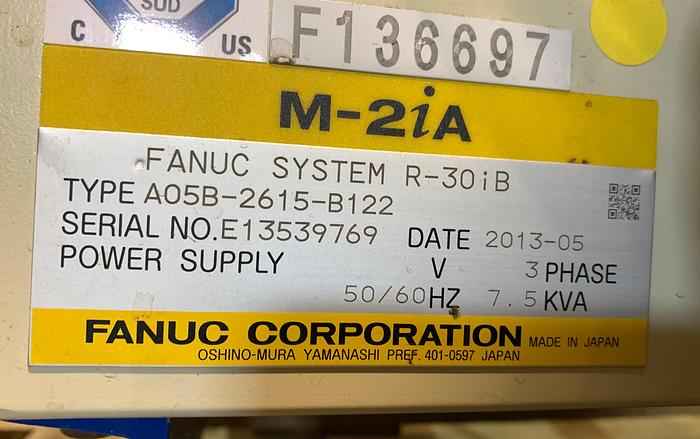 SUD
C US
F136697
M-2iA
FANUC SYSTEM R-30iB
TYPE A05B-2615-B122
SERIAL NO. E13539769 DATE 2013-05
POWER SUPPLY V 3 PHASE
50/60HZ 7.5 KVA
FANUC CORPORATION MADE IN JAPAN
OSHINO-MURA YAMANASHI PREF. 401-0597 JAPAN